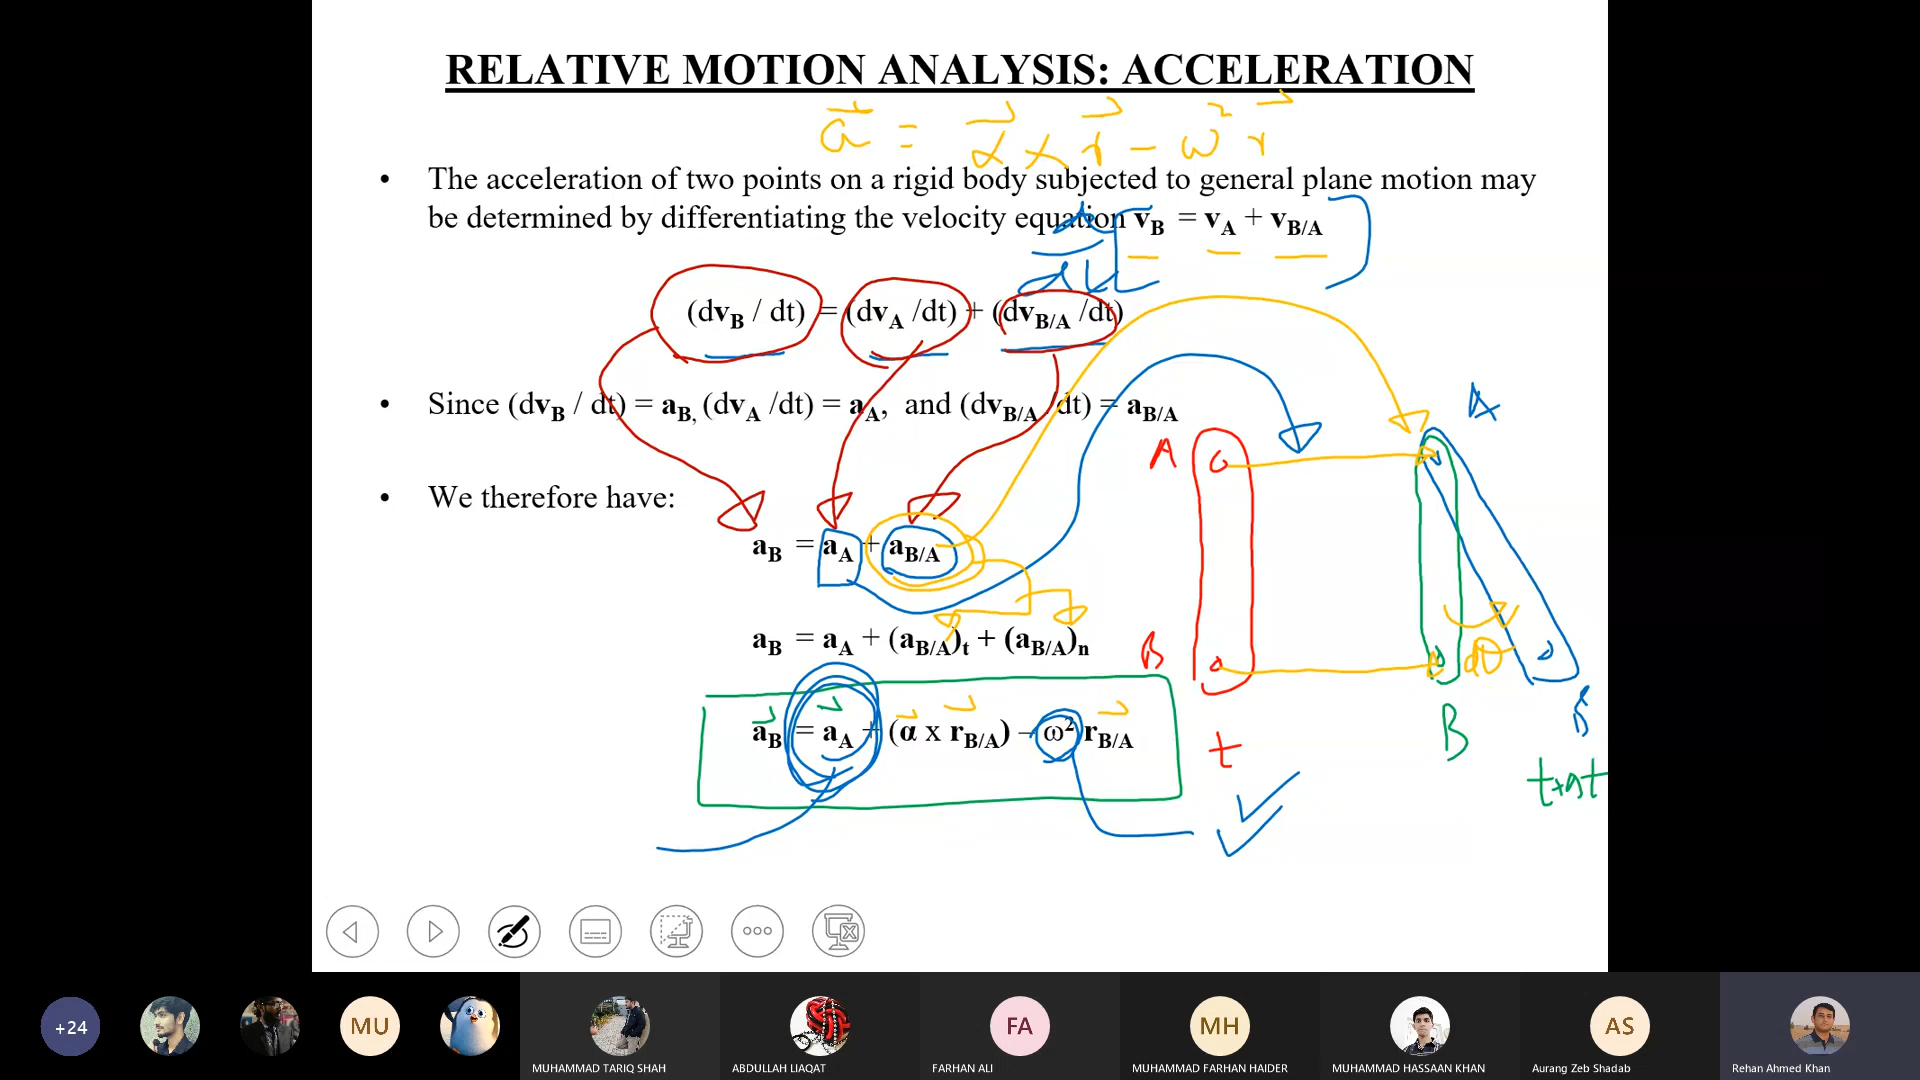 RELATIVE MOTION ANALYSIS: ACCELERATION
a = α x r - ω² r
• The acceleration of two points on a rigid body subjected to general plane motion may
be determined by differentiating the velocity equation vB = vA + vB/A
d
dt
(dvB / dt) = (dvA /dt) + (dvB/A /dt)
• Since (dvB / dt) = aB, (dvA /dt) = aA, and (dvB/A /dt) = aB/A
A
A
• We therefore have:
aB = aA + aB/A
aB = aA + (aB/A)t + (aB/A)n
B
dθ
B
B
aB = aA + (α x rB/A) – ω² rB/A
t
t+Δt
+24
MU
FA
MH
AS
MUHAMMAD TARIQ SHAH
ABDULLAH LIAQAT
FARHAN ALI
MUHAMMAD FARHAN HAIDER
MUHAMMAD HASSAAN KHAN
Aurang Zeb Shadab
Rehan Ahmed Khan